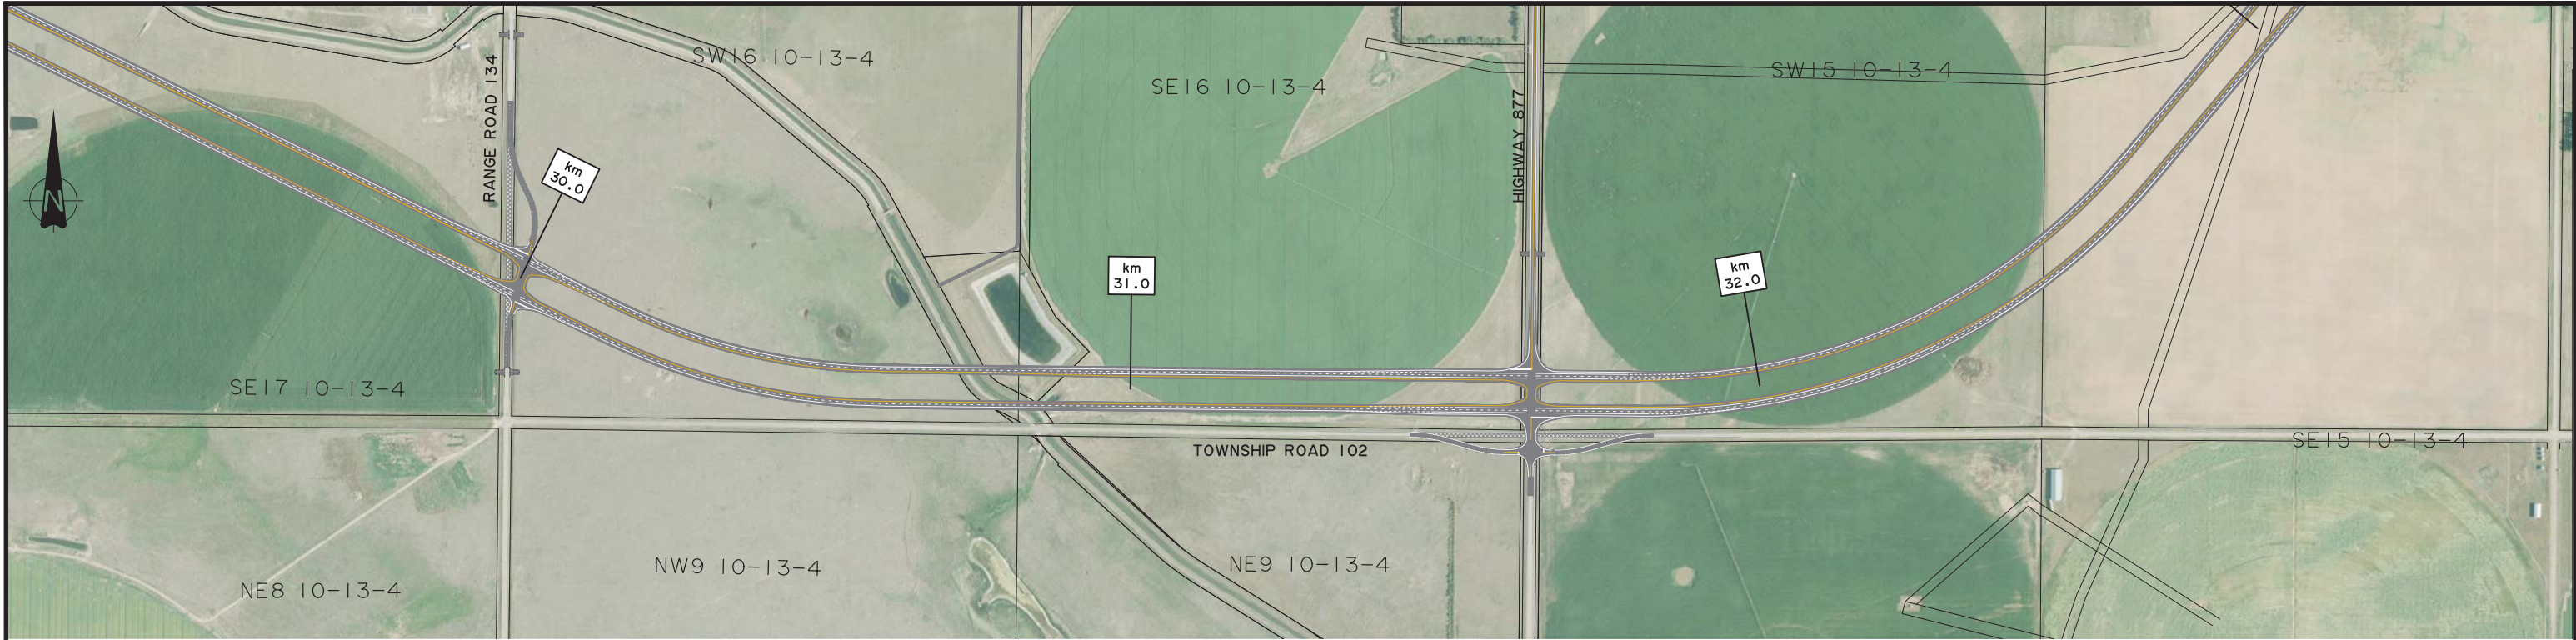 SW16 10-13-4
SE16 10-13-4
SW15 10-13-4
RANGE ROAD 134
HIGHWAY 877
N
km
30.0
km
31.0
km
32.0
SE17 10-13-4
TOWNSHIP ROAD 102
SE15 10-13-4
NE8 10-13-4
NW9 10-13-4
NE9 10-13-4